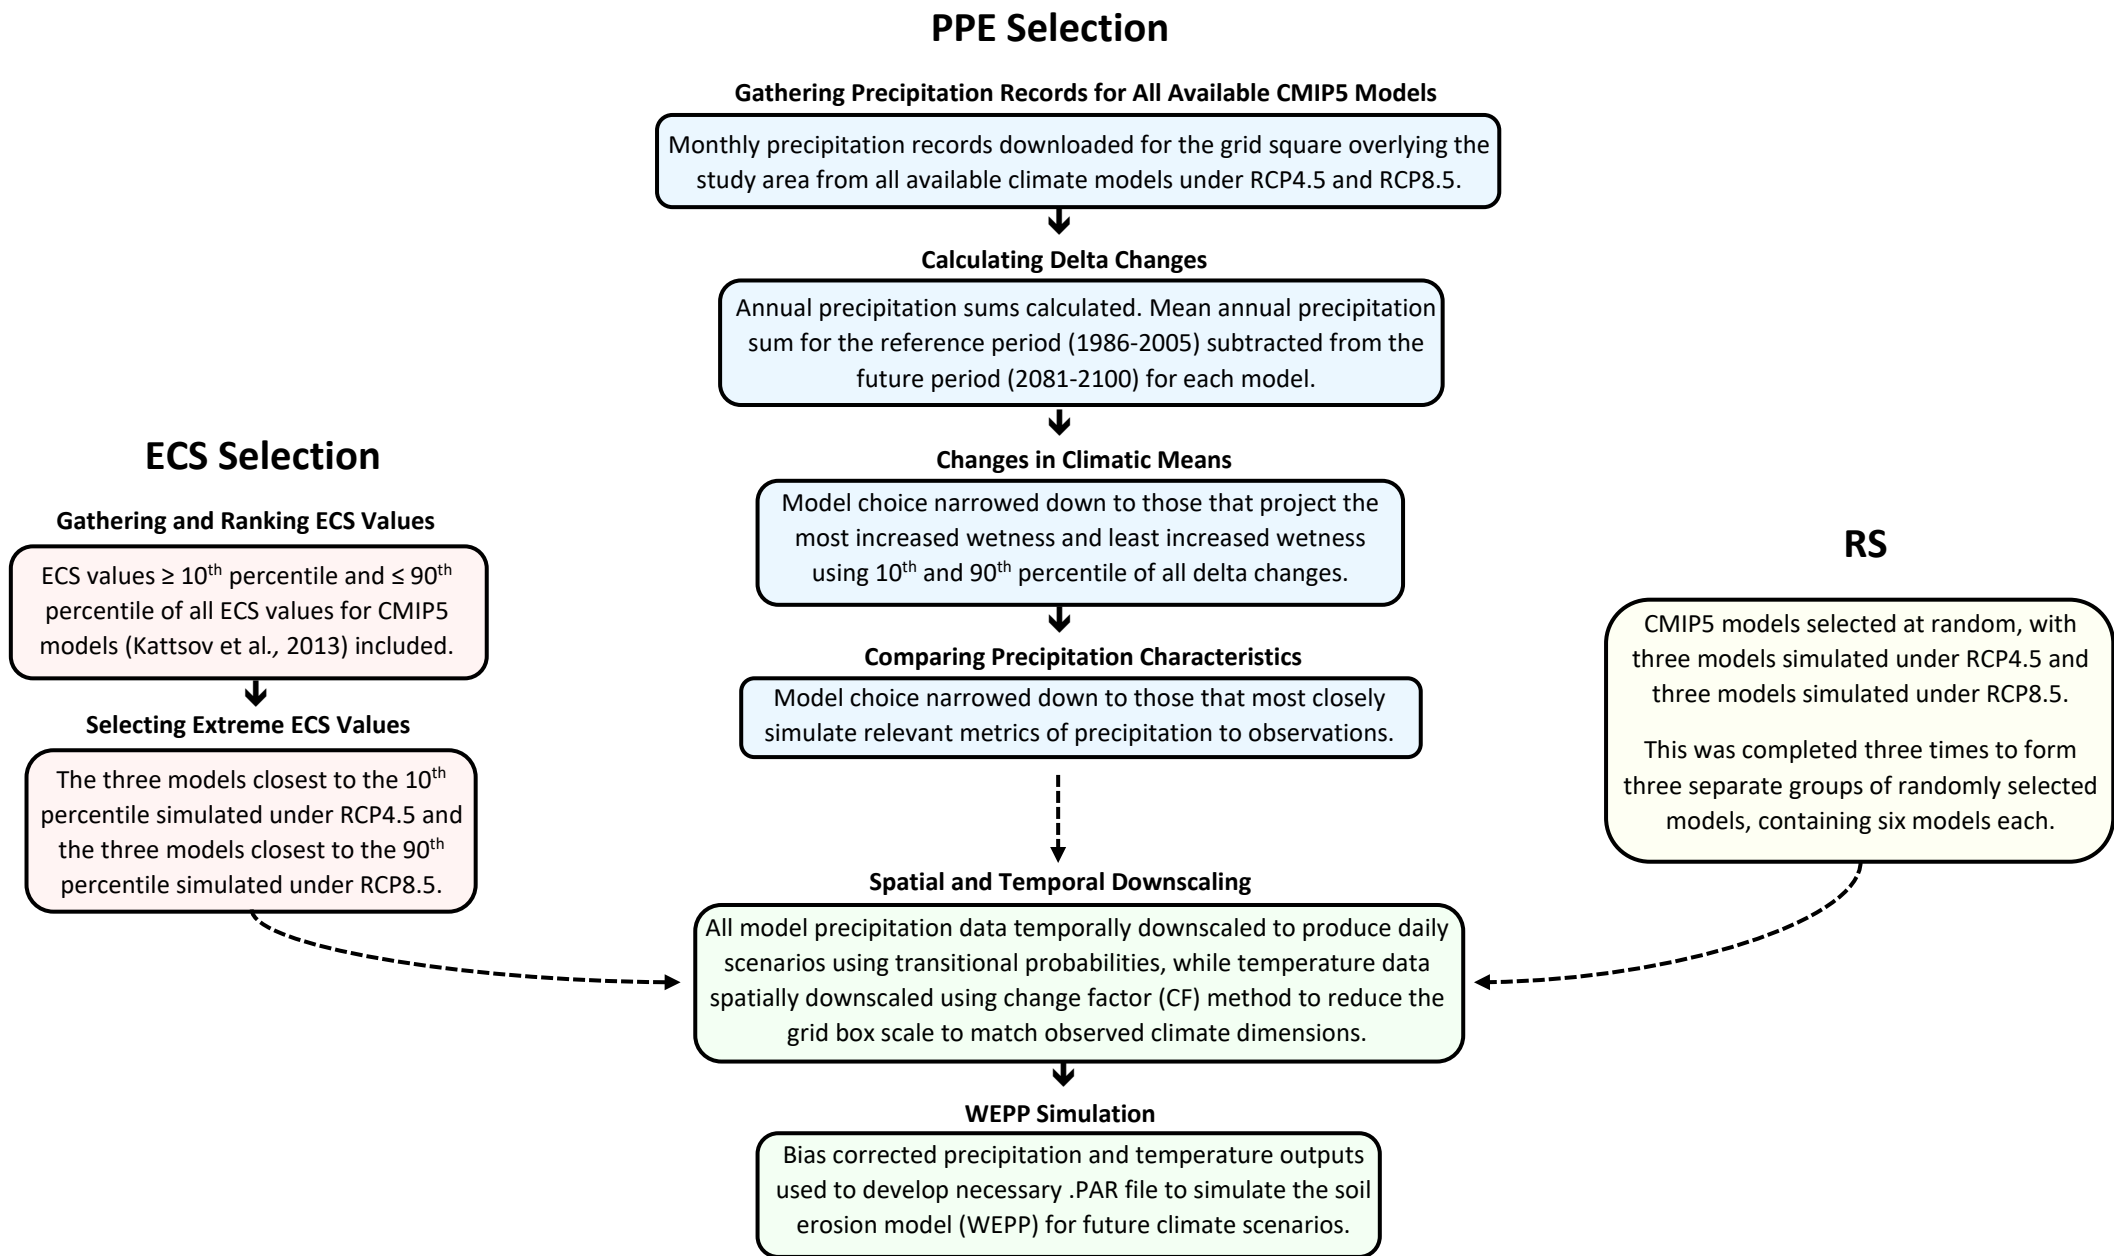 PPE Selection
Gathering Precipitation Records for All Available CMIP5 Models
Monthly precipitation records downloaded for the grid square overlying the
study area from all available climate models under RCP4.5 and RCP8.5.
Calculating Delta Changes
Annual precipitation sums calculated. Mean annual precipitation
sum for the reference period (1986-2005) subtracted from the
future period (2081-2100) for each model.
Changes in Climatic Means
Model choice narrowed down to those that project the
most increased wetness and least increased wetness
using 10th and 90th percentile of all delta changes.
Comparing Precipitation Characteristics
Model choice narrowed down to those that most closely
simulate relevant metrics of precipitation to observations.
ECS Selection
Gathering and Ranking ECS Values
ECS values ≥ 10th percentile and ≤ 90th
percentile of all ECS values for CMIP5
models (Kattsov et al., 2013) included.
Selecting Extreme ECS Values
The three models closest to the 10th
percentile simulated under RCP4.5 and
the three models closest to the 90th
percentile simulated under RCP8.5.
RS
CMIP5 models selected at random, with
three models simulated under RCP4.5 and
three models simulated under RCP8.5.
This was completed three times to form
three separate groups of randomly selected
models, containing six models each.
Spatial and Temporal Downscaling
All model precipitation data temporally downscaled to produce daily
scenarios using transitional probabilities, while temperature data
spatially downscaled using change factor (CF) method to reduce the
grid box scale to match observed climate dimensions.
WEPP Simulation
Bias corrected precipitation and temperature outputs
used to develop necessary .PAR file to simulate the soil
erosion model (WEPP) for future climate scenarios.